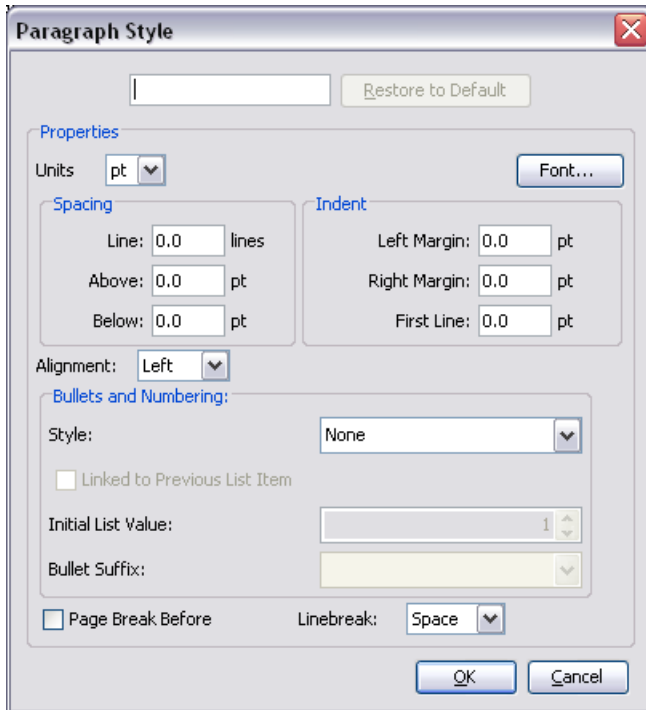 Paragraph Style
Restore to Default
Properties
Units pt Font...
Spacing Indent
Line: 0.0 lines Left Margin: 0.0 pt
Above: 0.0 pt Right Margin: 0.0 pt
Below: 0.0 pt First Line: 0.0 pt
Alignment: Left
Bullets and Numbering:
Style: None
Linked to Previous List Item
Initial List Value: 1
Bullet Suffix:
Page Break Before Linebreak: Space
OK Cancel